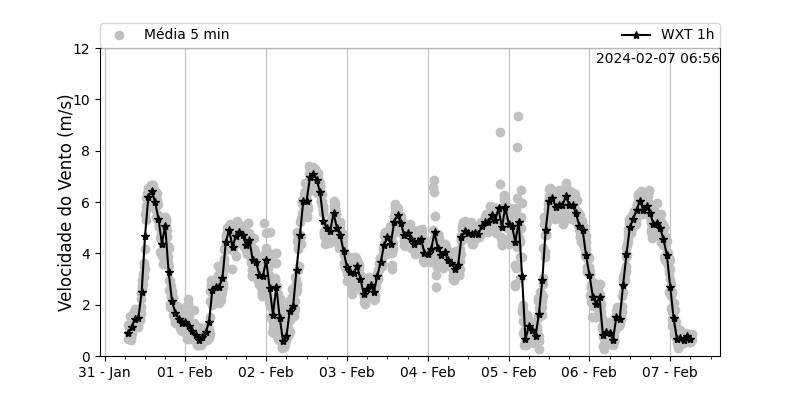 Média 5 min
WXT 1h
2024-02-07 06:56
Velocidade do Vento (m/s)
12
10
8
6
4
2
0
31 - Jan
01 - Feb
02 - Feb
03 - Feb
04 - Feb
05 - Feb
06 - Feb
07 - Feb